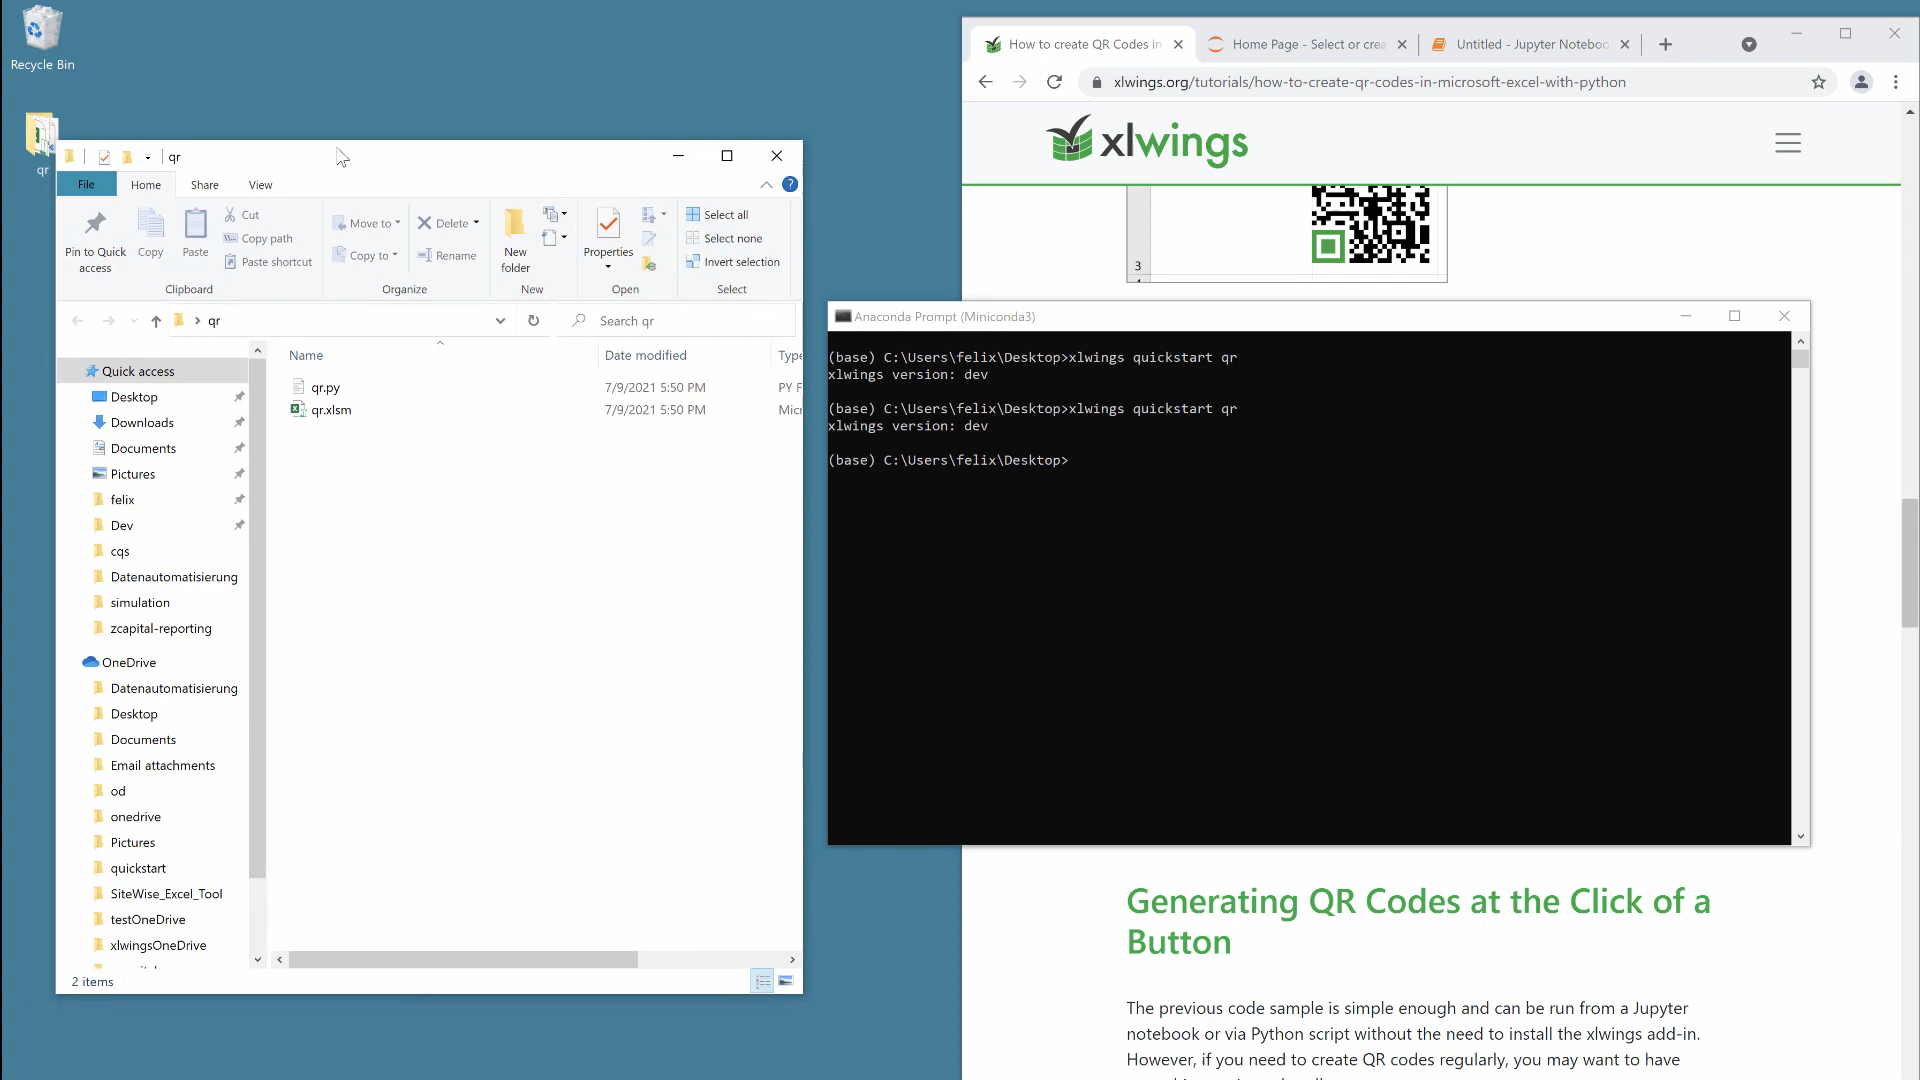 Recycle Bin
qr
qr
File
Home
Share
View
Pin to Quick access
Copy
Paste
Cut
Copy path
Paste shortcut
Clipboard
Move to
Copy to
Delete
Rename
Organize
New folder
New
Properties
Open
Select all
Select none
Invert selection
Select
qr
Search qr
Name
Date modified
Type
qr.py
7/9/2021 5:50 PM
PY F
qr.xlsm
7/9/2021 5:50 PM
Micr
Quick access
Desktop
Downloads
Documents
Pictures
felix
Dev
cqs
Datenautomatisierung
simulation
zcapital-reporting
OneDrive
Datenautomatisierung
Desktop
Documents
Email attachments
od
onedrive
Pictures
quickstart
SiteWise_Excel_Tool
testOneDrive
xlwingsOneDrive
2 items
How to create QR Codes in
Home Page - Select or crea
Untitled - Jupyter Noteboo
xlwings.org/tutorials/how-to-create-qr-codes-in-microsoft-excel-with-python
xlwings
3
Anaconda Prompt (Miniconda3)
(base) C:\Users\felix\Desktop>xlwings quickstart qr
xlwings version: dev
(base) C:\Users\felix\Desktop>xlwings quickstart qr
xlwings version: dev
(base) C:\Users\felix\Desktop>
Generating QR Codes at the Click of a
Button
The previous code sample is simple enough and can be run from a Jupyter
notebook or via Python script without the need to install the xlwings add-in.
However, if you need to create QR codes regularly, you may want to have